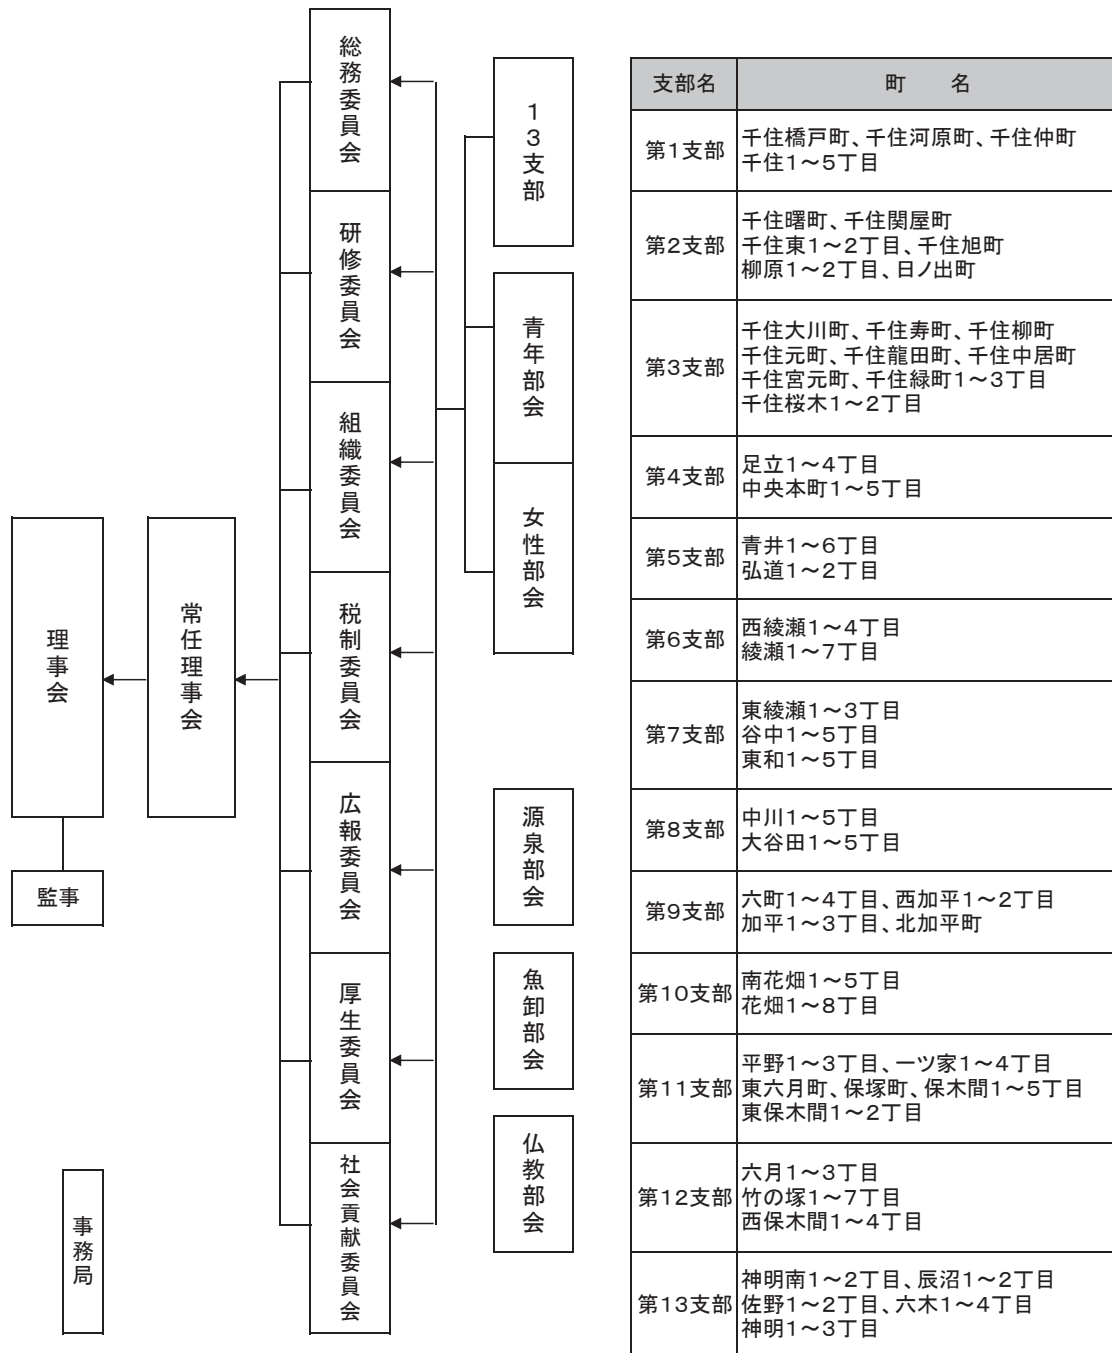 総務委員会
研修委員会
組織委員会
税制委員会
広報委員会
厚生委員会
社会貢献委員会
理事会
常任理事会
監事
事務局
13支部
青年部会
女性部会
源泉部会
魚卸部会
仏教部会
支部名 町 名
第1支部
千住橋戸町、千住河原町、千住仲町
千住1～5丁目
第2支部
千住曙町、千住関屋町
千住東1～2丁目、千住旭町
柳原1～2丁目、日ノ出町
第3支部
千住大川町、千住寿町、千住柳町
千住元町、千住龍田町、千住中居町
千住宮元町、千住緑町1～3丁目
千住桜木1～2丁目
第4支部
足立1～4丁目
中央本町1～5丁目
第5支部
青井1～6丁目
弘道1～2丁目
第6支部
西綾瀬1～4丁目
綾瀬1～7丁目
第7支部
東綾瀬1～3丁目
谷中1～5丁目
東和1～5丁目
第8支部
中川1～5丁目
大谷田1～5丁目
第9支部
六町1～4丁目、西加平1～2丁目
加平1～3丁目、北加平町
第10支部
南花畑1～5丁目
花畑1～8丁目
第11支部
平野1～3丁目、一ツ家1～4丁目
東六月町、保塚町、保木間1～5丁目
東保木間1～2丁目
第12支部
六月1～3丁目
竹の塚1～7丁目
西保木間1～4丁目
第13支部
神明南1～2丁目、辰沼1～2丁目
佐野1～2丁目、六木1～4丁目
神明1～3丁目